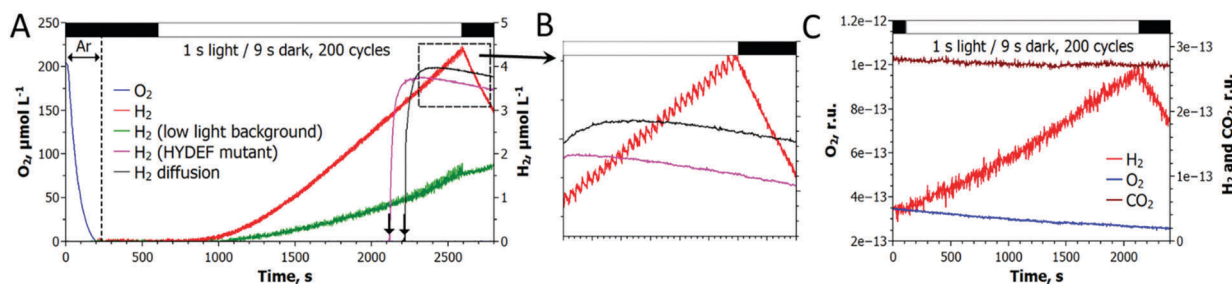 A
Ar
1 s light / 9 s dark, 200 cycles
O₂
H₂
H₂ (low light background)
H₂ (HYDEF mutant)
H₂ diffusion
O₂, µmol L⁻¹
250
200
150
100
50
0
H₂, µmol L⁻¹
5
4
3
2
1
0
0 500 1000 1500 2000 2500
Time, s
B
C
1 s light / 9 s dark, 200 cycles
O₂, r.u.
1.2e-12
1e-12
8e-13
6e-13
4e-13
2e-13
H₂ and CO₂, r.u.
3e-13
2e-13
1e-13
0
H₂
O₂
CO₂
0 500 1000 1500 2000
Time, s